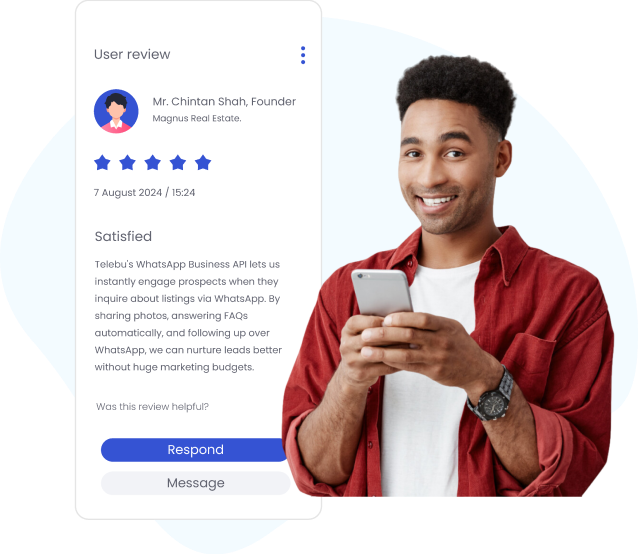 User review
Mr. Chintan Shah, Founder
Magnus Real Estate.
7 August 2024 / 15:24
Satisfied
Telebu's WhatsApp Business API lets us
instantly engage prospects when they
inquire about listings via WhatsApp. By
sharing photos, answering FAQs
automatically, and following up over
WhatsApp, we can nurture leads better
without huge marketing budgets.
Was this review helpful?
Respond
Message